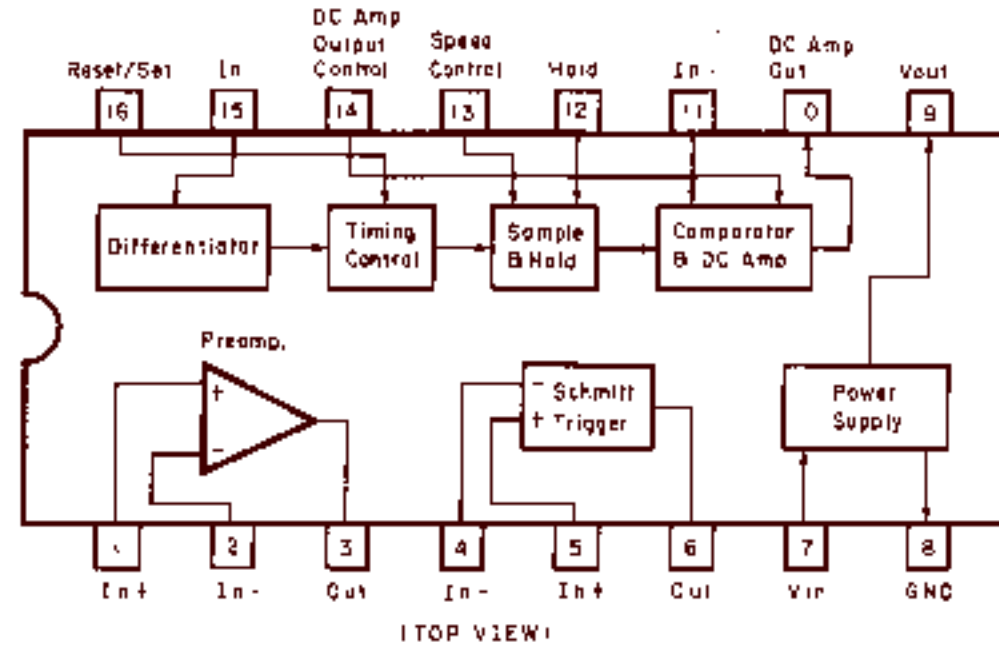 DC Amp
Output
Control
Speed
Control
DC Amp
Out
Reset/Set
In
Hold
In -
Vout
16
15
14
13
12
11
9
Differentiator
Timing
Control
Sample
& Hold
Comparator
& DC Amp
Preamp.
+
−
− Schmitt
+ Trigger
Power
Supply
2
3
4
5
6
7
8
In +
In -
Out
In -
In +
Out
Vin
GND
(TOP VIEW)